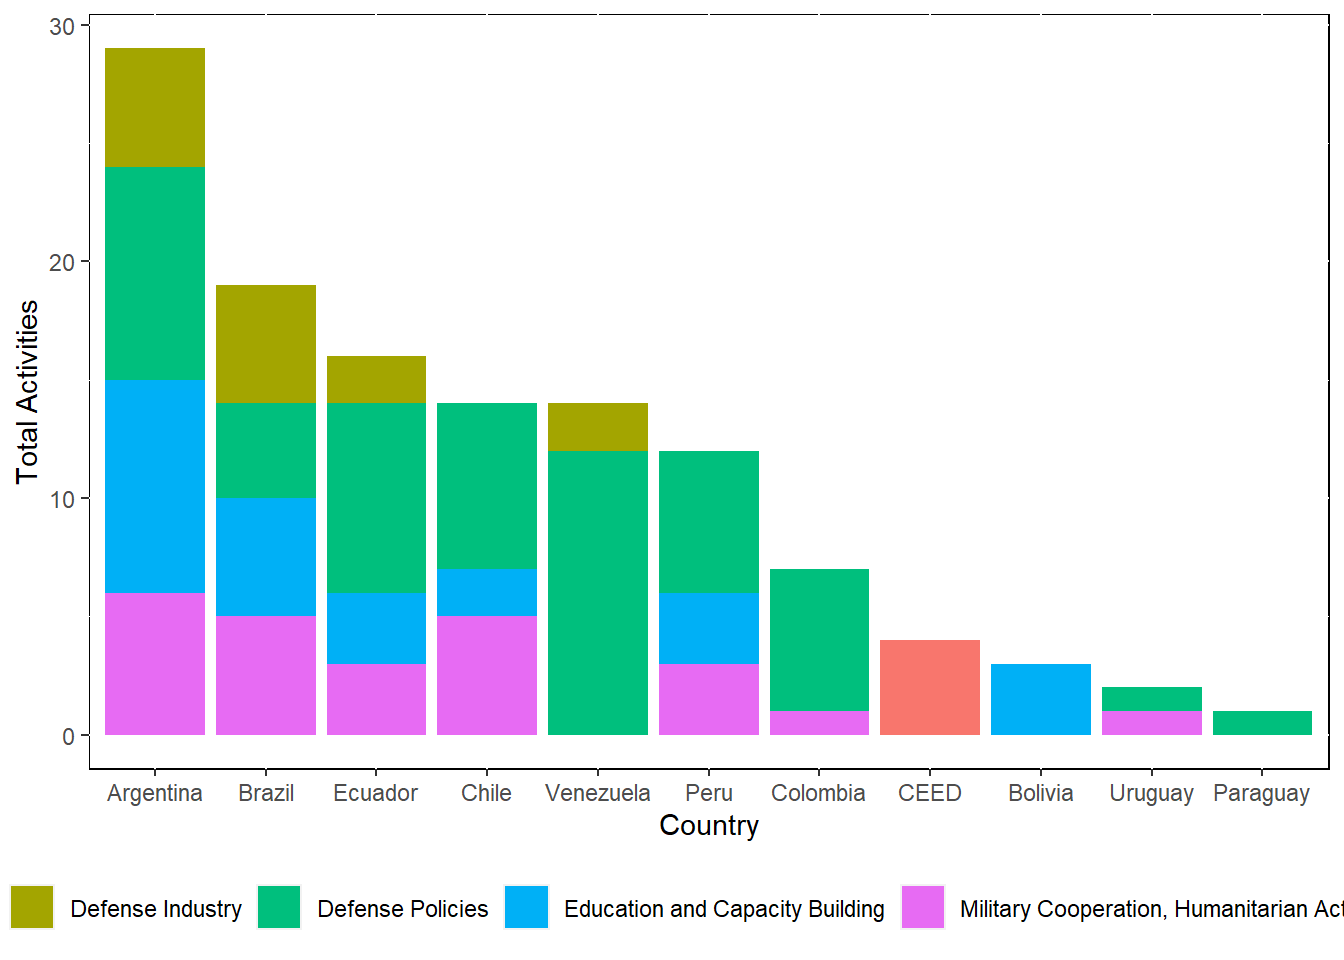 30
20
10
0
Total Activities
Argentina Brazil Ecuador Chile Venezuela Peru Colombia CEED Bolivia Uruguay Paraguay
Country
Defense Industry Defense Policies Education and Capacity Building Military Cooperation, Humanitarian Act